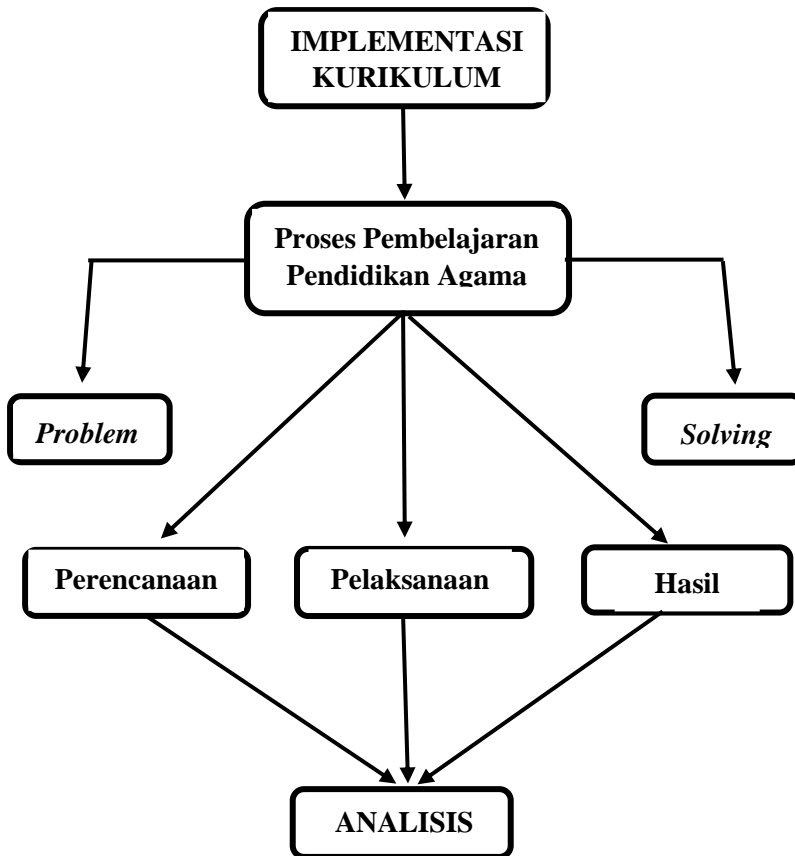 IMPLEMENTASI
KURIKULUM
Proses Pembelajaran
Pendidikan Agama
Problem
Solving
Perencanaan
Pelaksanaan
Hasil
ANALISIS